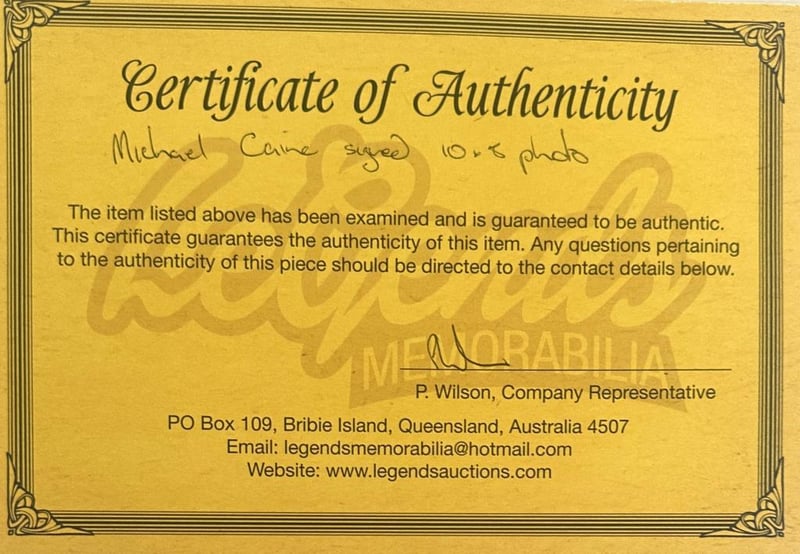 Certificate of Authenticity
Michael Caine signed 10x8 photo
Legends
MEMORABILIA
The item listed above has been examined and is guaranteed to be authentic.
This certificate guarantees the authenticity of this item. Any questions pertaining
to the authenticity of this piece should be directed to the contact details below.
P. Wilson, Company Representative
PO Box 109, Bribie Island, Queensland, Australia 4507
Email: legendsmemorabilia@hotmail.com
Website: www.legendsauctions.com